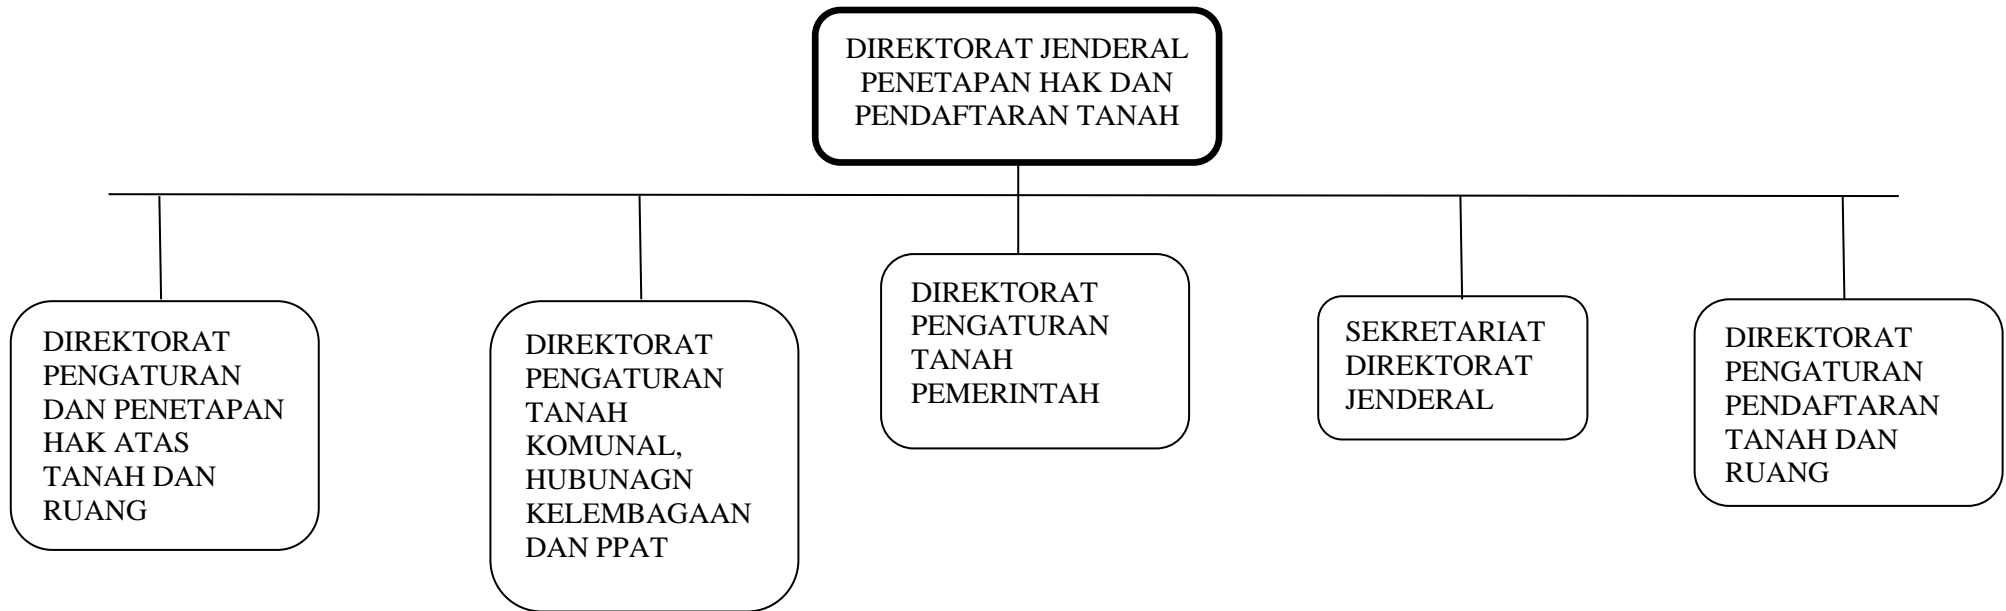 DIREKTORAT JENDERAL
PENETAPAN HAK DAN
PENDAFTARAN TANAH
DIREKTORAT
PENGATURAN
DAN PENETAPAN
HAK ATAS
TANAH DAN
RUANG
DIREKTORAT
PENGATURAN
TANAH
KOMUNAL,
HUBUNAGN
KELEMBAGAAN
DAN PPAT
DIREKTORAT
PENGATURAN
TANAH
PEMERINTAH
SEKRETARIAT
DIREKTORAT
JENDERAL
DIREKTORAT
PENGATURAN
PENDAFTARAN
TANAH DAN
RUANG